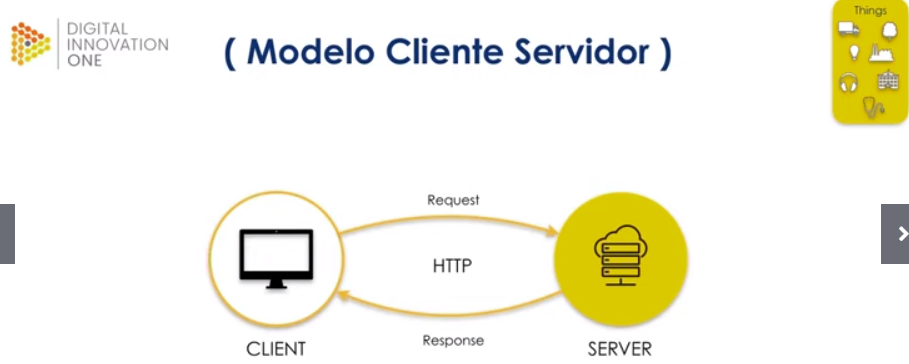 DIGITAL
INNOVATION
ONE
( Modelo Cliente Servidor )
Things
Request
HTTP
Response
CLIENT
SERVER